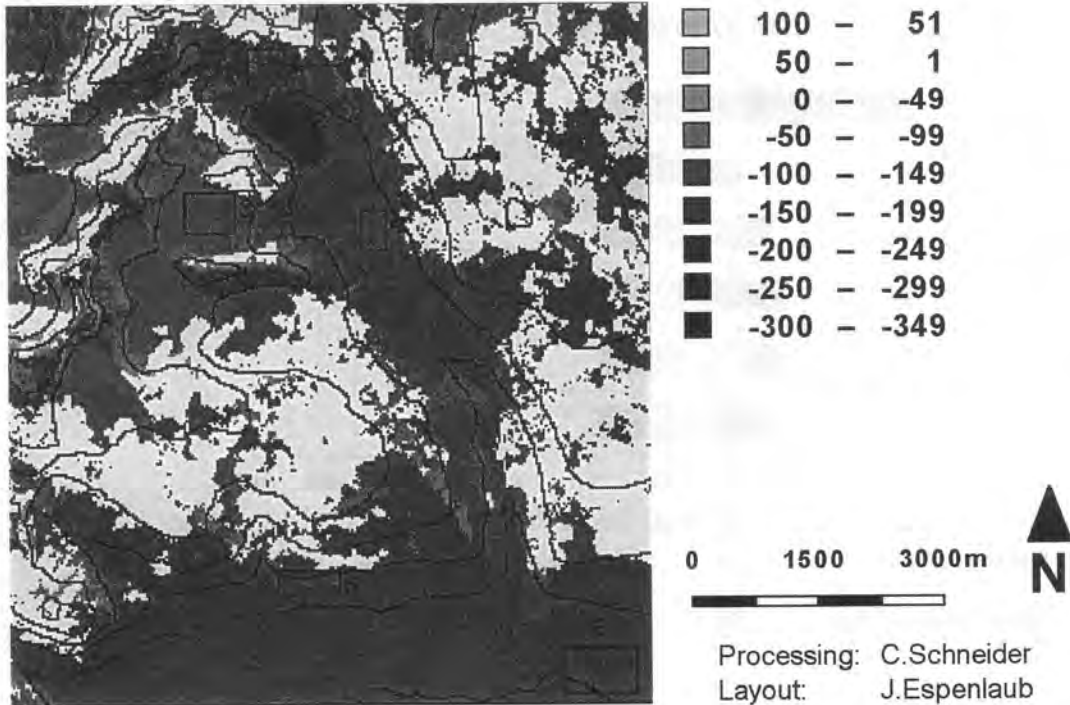 100 – 51
50 – 1
0 – -49
-50 – -99
-100 – -149
-150 – -199
-200 – -249
-250 – -299
-300 – -349
0 1500 3000m
N
Processing: C.Schneider
Layout: J.Espenlaub